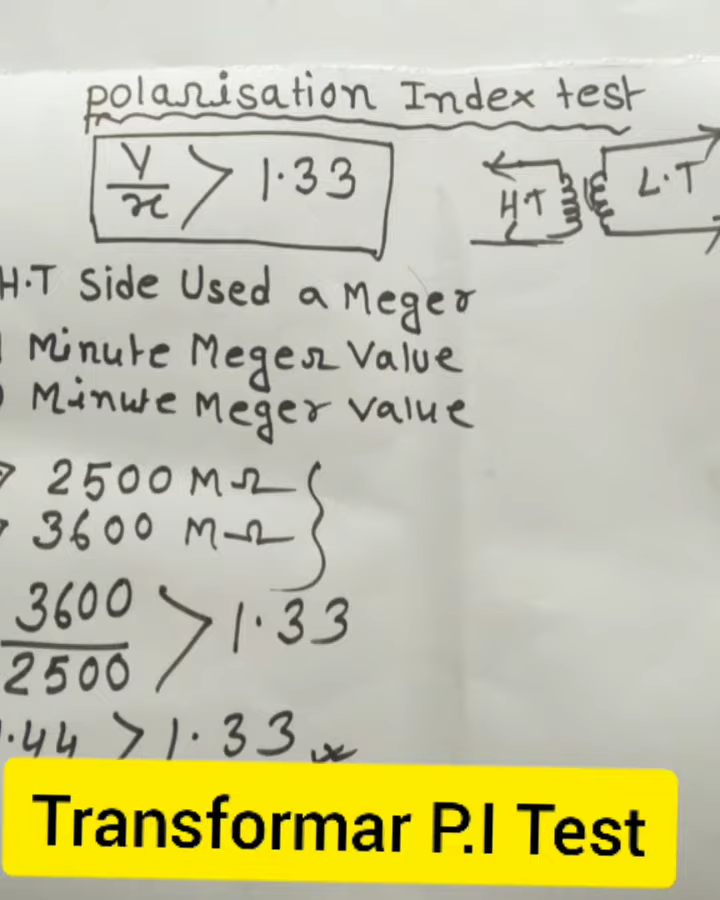 polarisation Index test
y/x > 1.33
H.T L.T
H.T Side Used a Meger
Minute Meger Value
Minute Meger value
2500 MΩ
3600 MΩ
3600/2500 > 1.33
.44 > 1.33
Transformar P.I Test